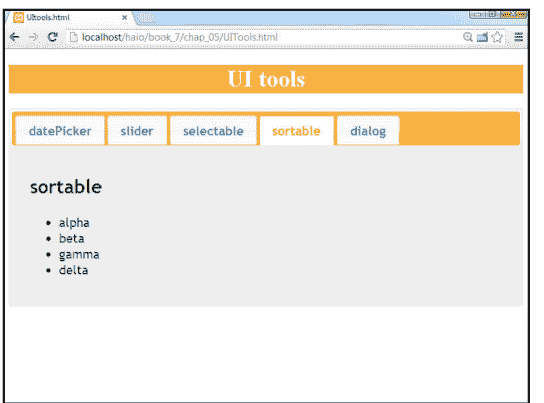 UItools.html
localhost/haio/book_7/chap_05/UITools.html
UI tools
datePicker slider selectable sortable dialog
sortable
• alpha
• beta
• gamma
• delta